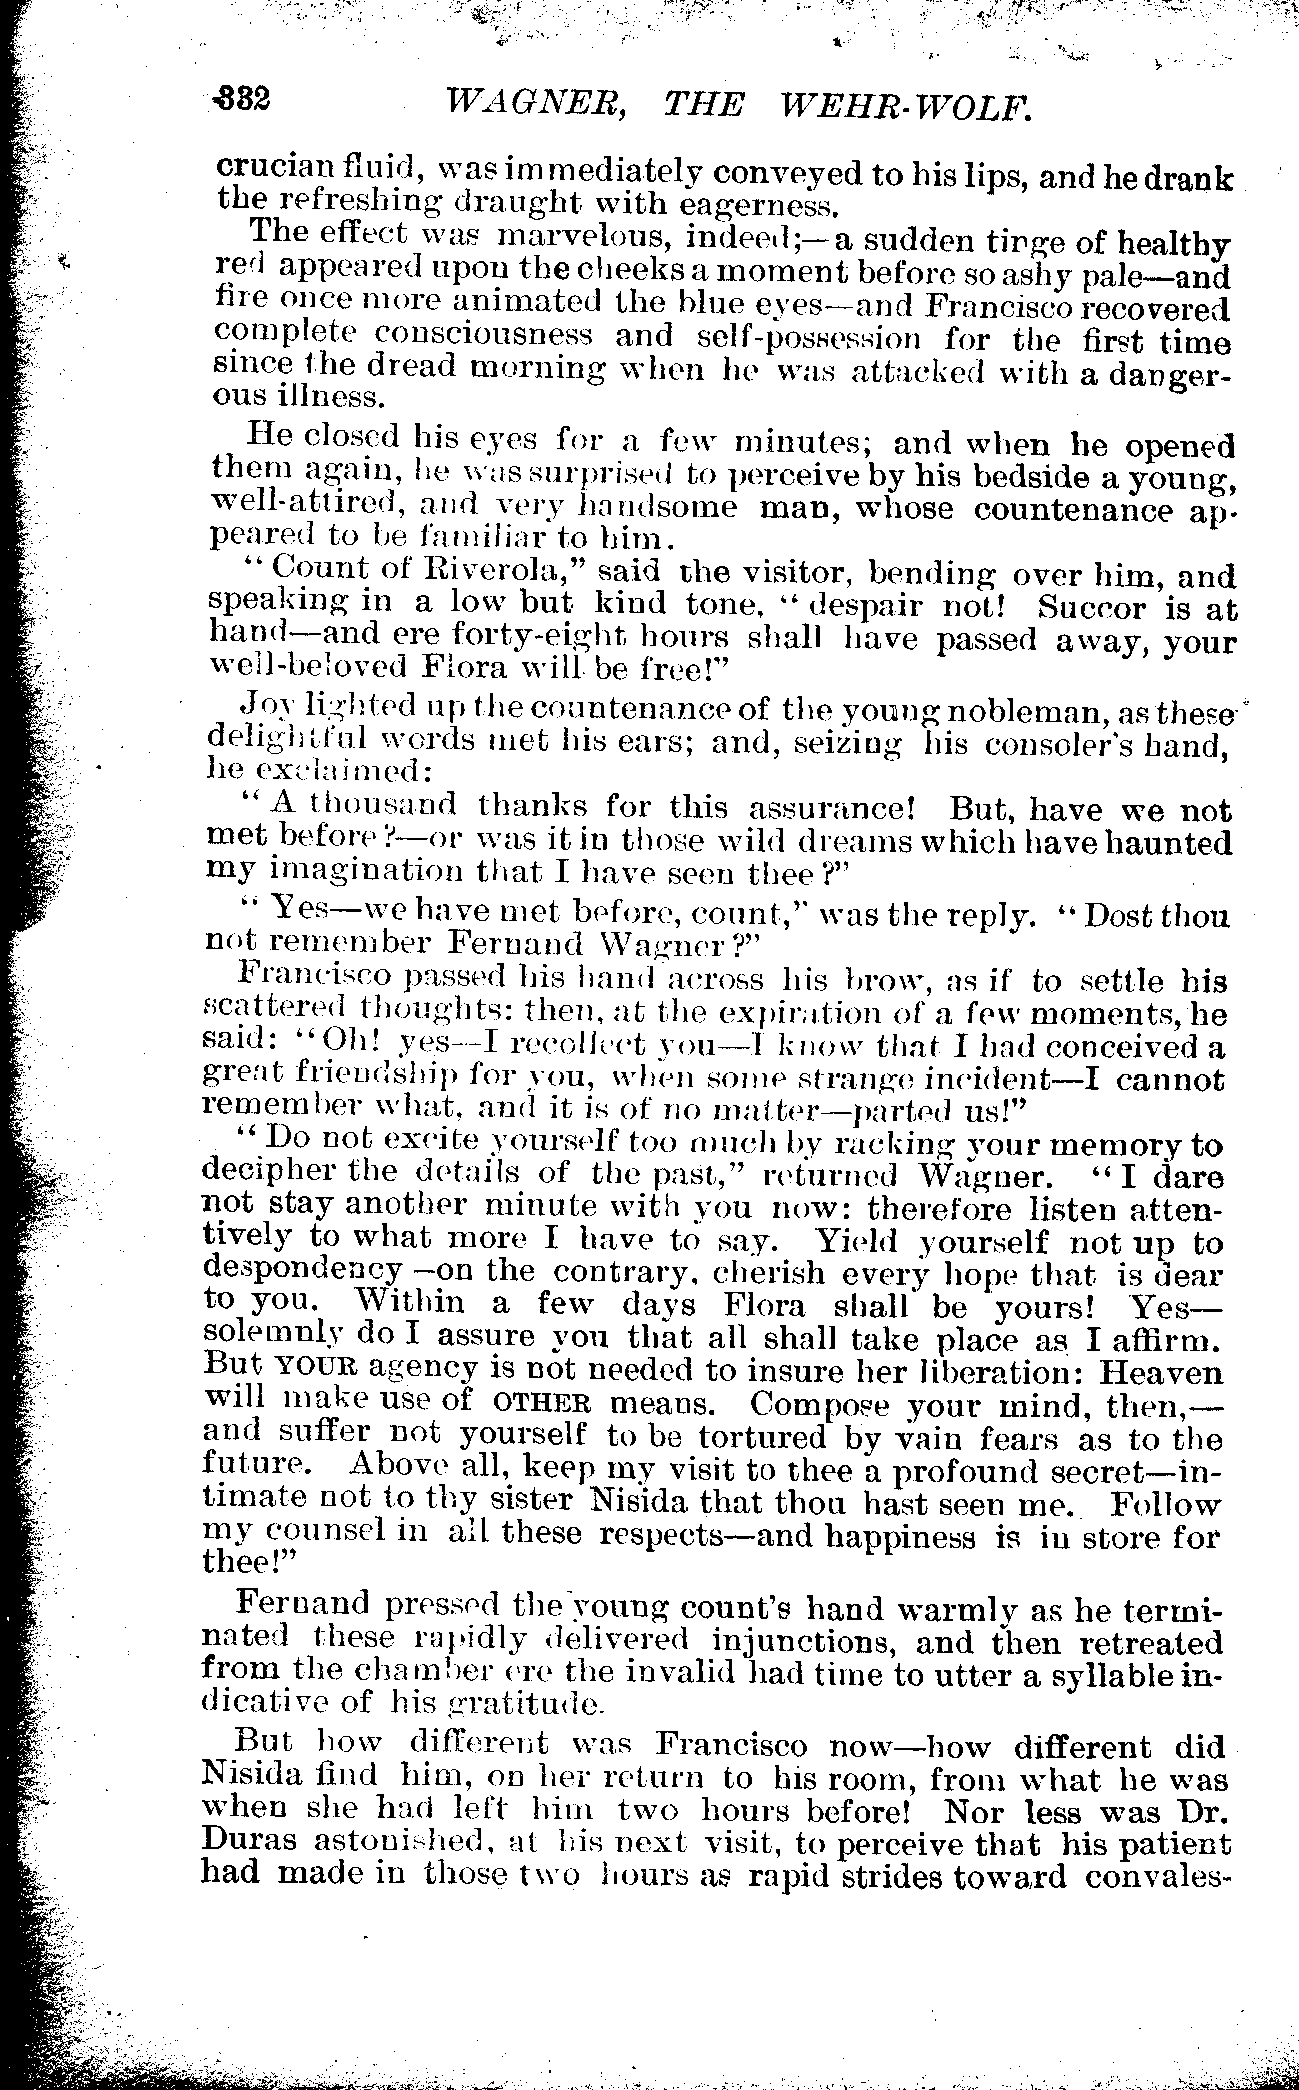 332 WAGNER, THE WEHR-WOLF.
crucian fluid, was immediately conveyed to his lips, and he drank
the refreshing draught with eagerness.
The effect was marvelous, indeed;—a sudden tinge of healthy
red appeared upon the cheeks a moment before so ashy pale—and
fire once more animated the blue eyes—and Francisco recovered
complete consciousness and self-possession for the first time
since the dread morning when he was attacked with a danger-
ous illness.
He closed his eyes for a few minutes; and when he opened
them again, he was surprised to perceive by his bedside a young,
well-attired, and very handsome man, whose countenance ap-
peared to be familiar to him.
“Count of Riverola,” said the visitor, bending over him, and
speaking in a low but kind tone, “despair not! Succor is at
hand—and ere forty-eight hours shall have passed away, your
well-beloved Flora will be free!”
Joy lighted up the countenance of the young nobleman, as these
delightful words met his ears; and, seizing his consoler's hand,
he exclaimed:
“A thousand thanks for this assurance! But, have we not
met before?—or was it in those wild dreams which have haunted
my imagination that I have seen thee?”
“Yes—we have met before, count,” was the reply. “Dost thou
not remember Fernand Wagner?”
Francisco passed his hand across his brow, as if to settle his
scattered thoughts: then, at the expiration of a few moments, he
said: “Oh! yes—I recollect you—I know that I had conceived a
great friendship for you, when some strange incident—I cannot
remember what, and it is of no matter—parted us!”
“Do not excite yourself too much by racking your memory to
decipher the details of the past,” returned Wagner. “I dare
not stay another minute with you now: therefore listen atten-
tively to what more I have to say. Yield yourself not up to
despondency—on the contrary, cherish every hope that is dear
to you. Within a few days Flora shall be yours! Yes—
solemnly do I assure you that all shall take place as I affirm.
But YOUR agency is not needed to insure her liberation: Heaven
will make use of OTHER means. Compose your mind, then,—
and suffer not yourself to be tortured by vain fears as to the
future. Above all, keep my visit to thee a profound secret—in-
timate not to thy sister Nisida that thou hast seen me. Follow
my counsel in all these respects—and happiness is in store for
thee!”
Fernand pressed the young count's hand warmly as he termi-
nated these rapidly delivered injunctions, and then retreated
from the chamber ere the invalid had time to utter a syllable in-
dicative of his gratitude.
But how different was Francisco now—how different did
Nisida find him, on her return to his room, from what he was
when she had left him two hours before! Nor less was Dr.
Duras astonished, at his next visit, to perceive that his patient
had made in those two hours as rapid strides toward convales-